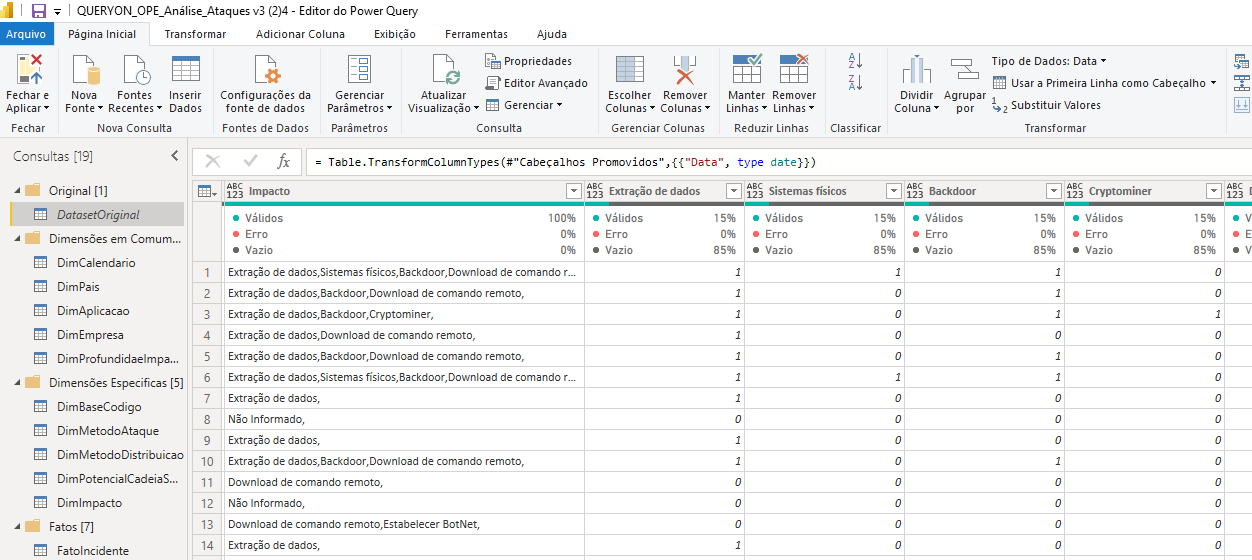 QUERYON_OPE_Análise_Ataques v3 (2)4 - Editor do Power Query
Arquivo Página Inicial Transformar Adicionar Coluna Exibição Ferramentas Ajuda
Fechar e Aplicar
Nova Fonte
Fontes Recentes
Inserir Dados
Configurações da fonte de dados
Gerenciar Parâmetros
Atualizar Visualização
Propriedades
Editor Avançado
Gerenciar
Escolher Colunas
Remover Colunas
Manter Linhas
Remover Linhas
Dividir Coluna
Agrupar por
Tipo de Dados: Data
Usar a Primeira Linha como Cabeçalho
Substituir Valores
Fechar Nova Consulta Fontes de Dados Parâmetros Consulta Gerenciar Colunas Reduzir Linhas Classificar Transformar
Consultas [19]
Original [1]
DatasetOriginal
Dimensões em Comum...
DimCalendario
DimPais
DimAplicacao
DimEmpresa
DimProfundidaeImpa...
Dimensões Especificas [5]
DimBaseCodigo
DimMetodoAtaque
DimMetodoDistribuicao
DimPotencialCadeiaS...
DimImpacto
Fatos [7]
FatoIncidente
= Table.TransformColumnTypes(#"Cabeçalhos Promovidos",{{"Data", type date}})
ABC 123 Impacto ABC 123 Extração de dados ABC 123 Sistemas físicos ABC 123 Backdoor ABC 123 Cryptominer ABC 123
Válidos 100% Válidos 15% Válidos 15% Válidos 15% Válidos 15% V
Erro 0% Erro 0% Erro 0% Erro 0% Erro 0% E
Vazio 0% Vazio 85% Vazio 85% Vazio 85% Vazio 85% V
1 Extração de dados,Sistemas físicos,Backdoor,Download de comando r... 1 1 1 0
2 Extração de dados,Backdoor,Download de comando remoto, 1 0 1 0
3 Extração de dados,Backdoor,Cryptominer, 1 0 1 1
4 Extração de dados,Download de comando remoto, 1 0 0 0
5 Extração de dados,Backdoor,Download de comando remoto, 1 0 1 0
6 Extração de dados,Sistemas físicos,Backdoor,Download de comando r... 1 1 1 0
7 Extração de dados, 1 0 0 0
8 Não Informado, 0 0 0 0
9 Extração de dados, 1 0 0 0
10 Extração de dados,Backdoor,Download de comando remoto, 1 0 1 0
11 Download de comando remoto, 0 0 0 0
12 Não Informado, 0 0 0 0
13 Download de comando remoto,Estabelecer BotNet, 0 0 0 0
14 Extração de dados, 1 0 0 0